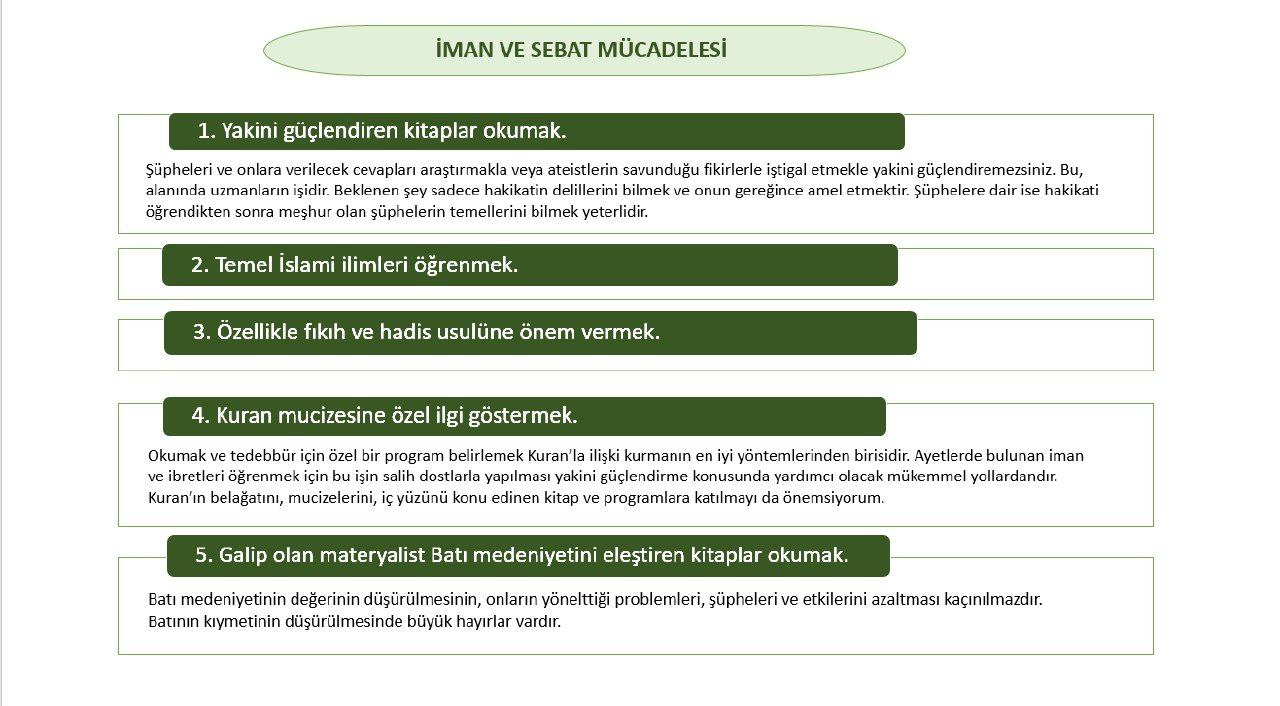 İMAN VE SEBAT MÜCADELESİ
1. Yakini güçlendiren kitaplar okumak.
Şüpheleri ve onlara verilecek cevapları araştırmakla veya ateistlerin savunduğu fikirlerle iştigal etmekle yakini güçlendiremezsiniz. Bu,
alanında uzmanların işidir. Beklenen şey sadece hakikatin delillerini bilmek ve onun gereğince amel etmektir. Şüphelere dair ise hakikati
öğrendikten sonra meşhur olan şüphelerin temellerini bilmek yeterlidir.
2. Temel İslami ilimleri öğrenmek.
3. Özellikle fıkıh ve hadis usulüne önem vermek.
4. Kuran mucizesine özel ilgi göstermek.
Okumak ve tedebbür için özel bir program belirlemek Kuran’la ilişki kurmanın en iyi yöntemlerinden birisidir. Ayetlerde bulunan iman
ve ibretleri öğrenmek için bu işin salih dostlarla yapılması yakini güçlendirme konusunda yardımcı olacak mükemmel yollardandır.
Kuran’ın belağatını, mucizelerini, iç yüzünü konu edinen kitap ve programlara katılmayı da önemsiyorum.
5. Galip olan materyalist Batı medeniyetini eleştiren kitaplar okumak.
Batı medeniyetinin değerinin düşürülmesinin, onların yönelttiği problemleri, şüpheleri ve etkilerini azaltması kaçınılmazdır.
Batının kıymetinin düşürülmesinde büyük hayırlar vardır.